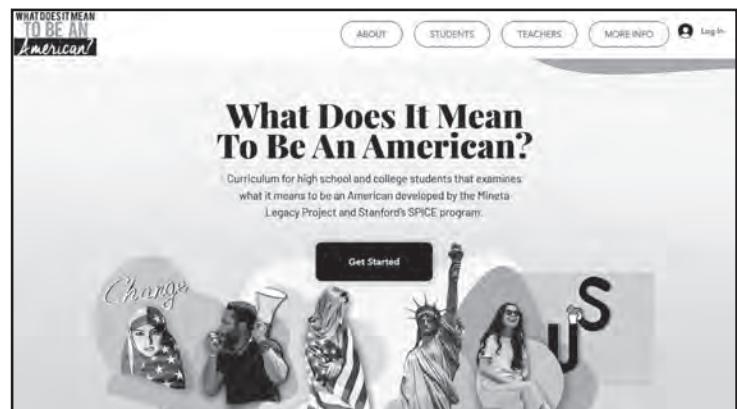 WHAT DOES IT MEAN
TO BE AN
American?
ABOUT
STUDENTS
TEACHERS
MORE INFO
Log In
What Does It Mean
To Be An American?
Curriculum for high school and college students that examines
what it means to be an American developed by the Mineta
Legacy Project and Stanford's SPICE program.
Get Started
Change
US